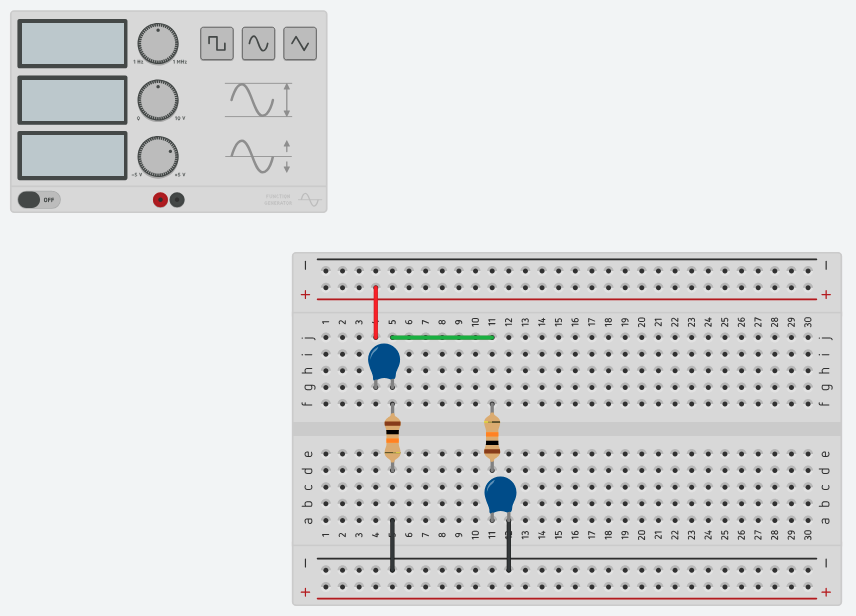 1 Hz 1 MHz
0 10 V
-5 V +5 V
OFF
FUNCTION
GENERATOR
− −
+ +
1 2 3 4 5 6 7 8 9 10 11 12 13 14 15 16 17 18 19 20 21 22 23 24 25 26 27 28 29 30
j j
i i
h h
g g
f f
e e
d d
c c
b b
a a
1 2 3 4 5 6 7 8 9 10 11 12 13 14 15 16 17 18 19 20 21 22 23 24 25 26 27 28 29 30
− −
+ +